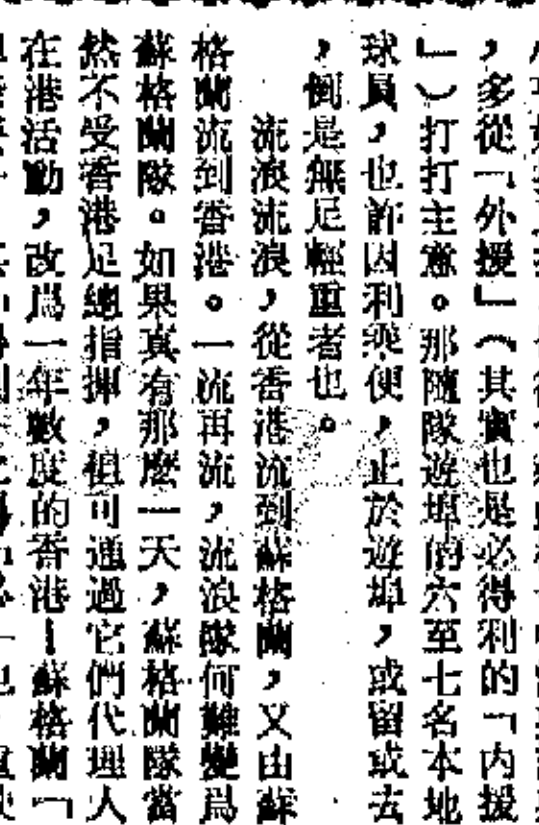 ，多從「外援」（其實也是必得利的「內援
」）打打主意。那隨隊遊埠的六至七名本地
球員，也許因利乘便，止於遊埠，或留或去
，倒是無足輕重者也。
流浪流浪，從香港流到蘇格蘭，又由蘇
格蘭流到香港。一流再流，流浪隊何難變爲
蘇格蘭隊。如果真有那麼一天，蘇格蘭隊當
然不受香港足總指揮，但可通過它們代理人
在港活動，改爲一年數度的香港—蘇格蘭「